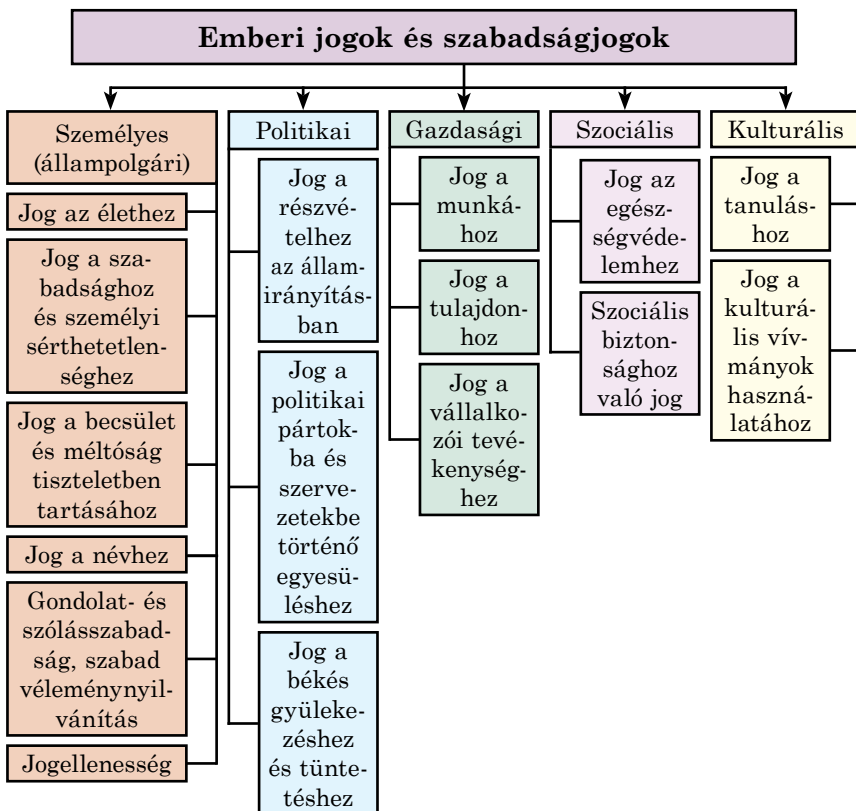 Emberi jogok és szabadságjogok
Személyes
(állampolgári)
Jog az élethez
Jog a sza-
badsághoz
és személyi
sérthetetlen-
séghez
Jog a becsület
és méltóság
tiszteletben
tartásához
Jog a névhez
Gondolat- és
szólásszabad-
ság, szabad
véleménynyil-
vánítás
Jogellenesség
Politikai
Jog a
részvé-
telhez
az állam-
irányítás-
ban
Jog a
politikai
pártok-
ba és
szerve-
zetekbe
történő
egyesü-
léshez
Jog a
békés
gyüleke-
zéshez
és tünte-
téshez
Gazdasági
Jog a
munká-
hoz
Jog a
tulajdon-
hoz
Jog a
vállalko-
zói tevé-
kenység-
hez
Szociális
Jog az
egész-
ségvéde-
lemhez
Szociális
bizton-
sághoz
való jog
Kulturális
Jog a
tanulás-
hoz
Jog a
kulturá-
lis vív-
mányok
haszná-
latához